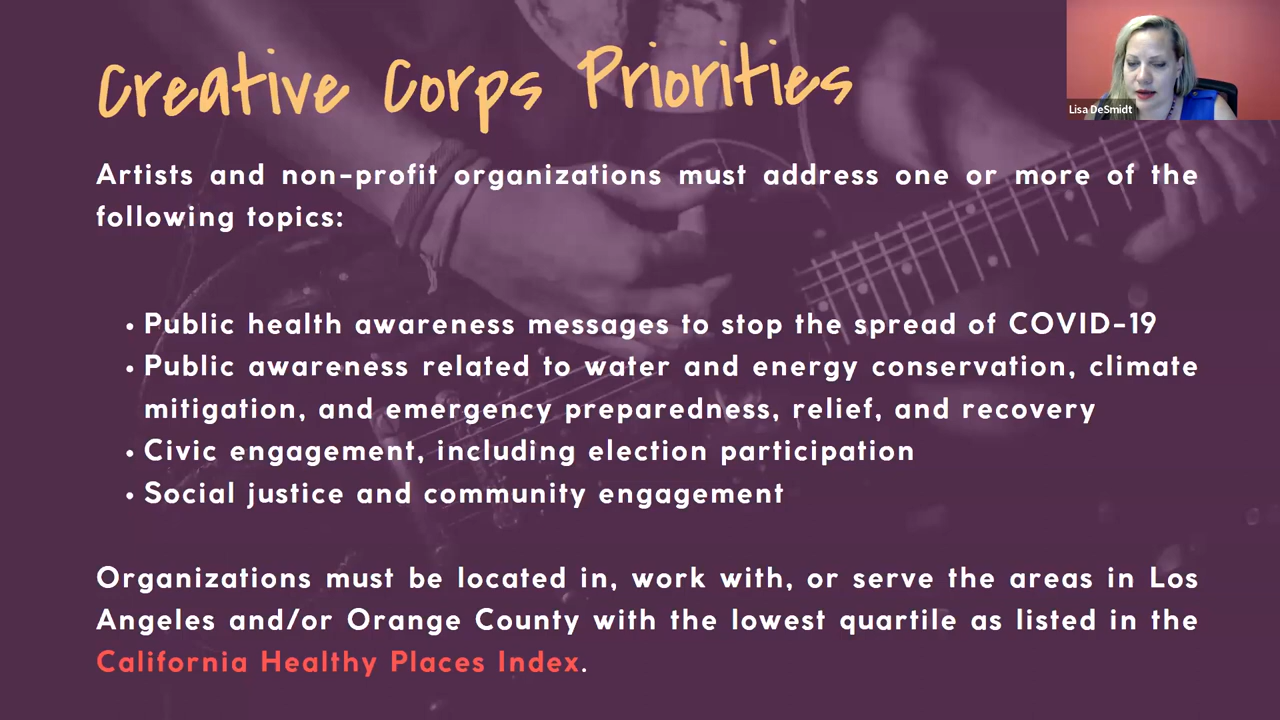 Creative Corps Priorities
Lisa DeSmidt
Artists and non-profit organizations must address one or more of the
following topics:
• Public health awareness messages to stop the spread of COVID-19
• Public awareness related to water and energy conservation, climate
mitigation, and emergency preparedness, relief, and recovery
• Civic engagement, including election participation
• Social justice and community engagement
Organizations must be located in, work with, or serve the areas in Los
Angeles and/or Orange County with the lowest quartile as listed in the
California Healthy Places Index.